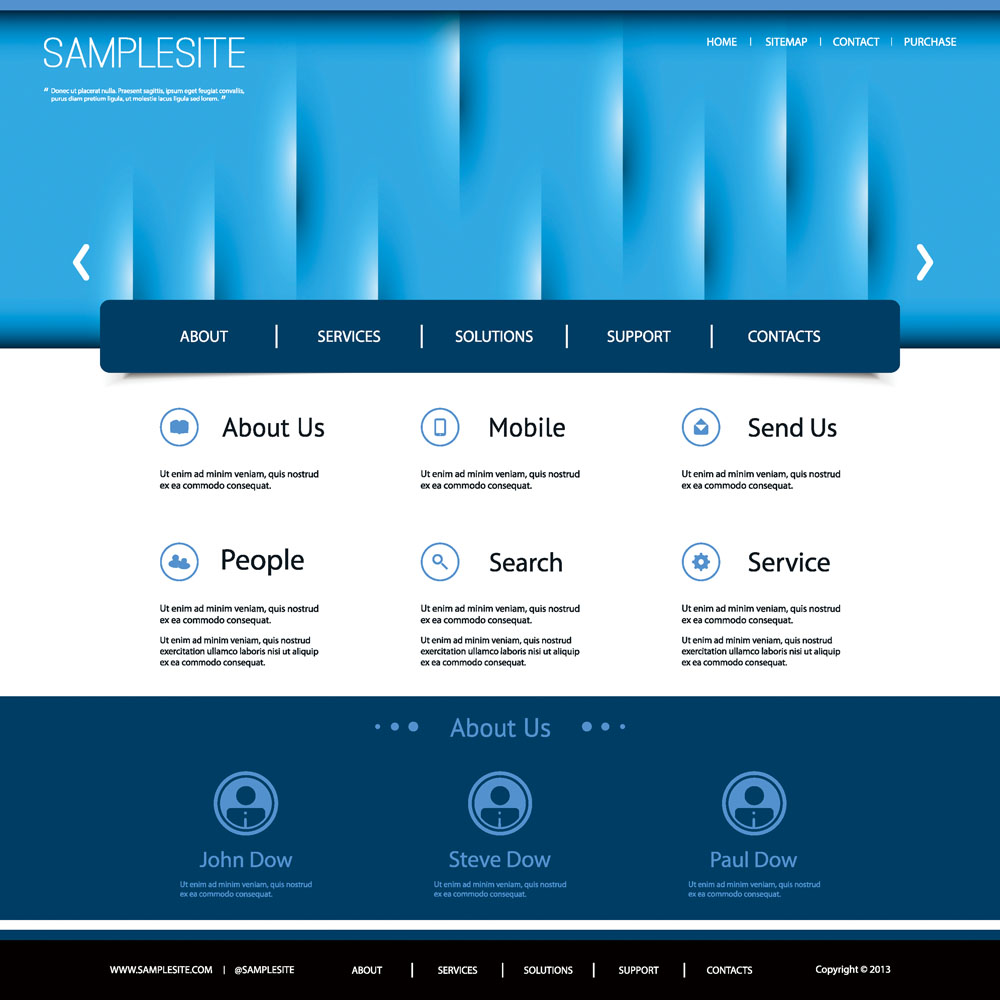 SAMPLESITE
HOME | SITEMAP | CONTACT | PURCHASE
“ Donec ut placerat nulla. Praesent sagittis, ipsum eget feugiat convallis,
purus diam pretium ligula, ut molestia lacus ligula sed lorem. ”
ABOUT | SERVICES | SOLUTIONS | SUPPORT | CONTACTS
About Us
Ut enim ad minim veniam, quis nostrud
ex ea commodo consequat.
Mobile
Ut enim ad minim veniam, quis nostrud
ex ea commodo consequat.
Send Us
Ut enim ad minim veniam, quis nostrud
ex ea commodo consequat.
People
Ut enim ad minim veniam, quis nostrud
ex ea commodo consequat.
Ut enim ad minim veniam, quis nostrud
exercitation ullamco laboris nisi ut aliquip
ex ea commodo consequat.
Search
Ut enim ad minim veniam, quis nostrud
ex ea commodo consequat.
Ut enim ad minim veniam, quis nostrud
exercitation ullamco laboris nisi ut aliquip
ex ea commodo consequat.
Service
Ut enim ad minim veniam, quis nostrud
ex ea commodo consequat.
Ut enim ad minim veniam, quis nostrud
exercitation ullamco laboris nisi ut aliquip
ex ea commodo consequat.
About Us
John Dow
Ut enim ad minim veniam, quis nostrud
ex ea commodo consequat.
Steve Dow
Ut enim ad minim veniam, quis nostrud
ex ea commodo consequat.
Paul Dow
Ut enim ad minim veniam, quis nostrud
ex ea commodo consequat.
WWW.SAMPLESITE.COM | @SAMPLESITE ABOUT | SERVICES | SOLUTIONS | SUPPORT | CONTACTS Copyright © 2013